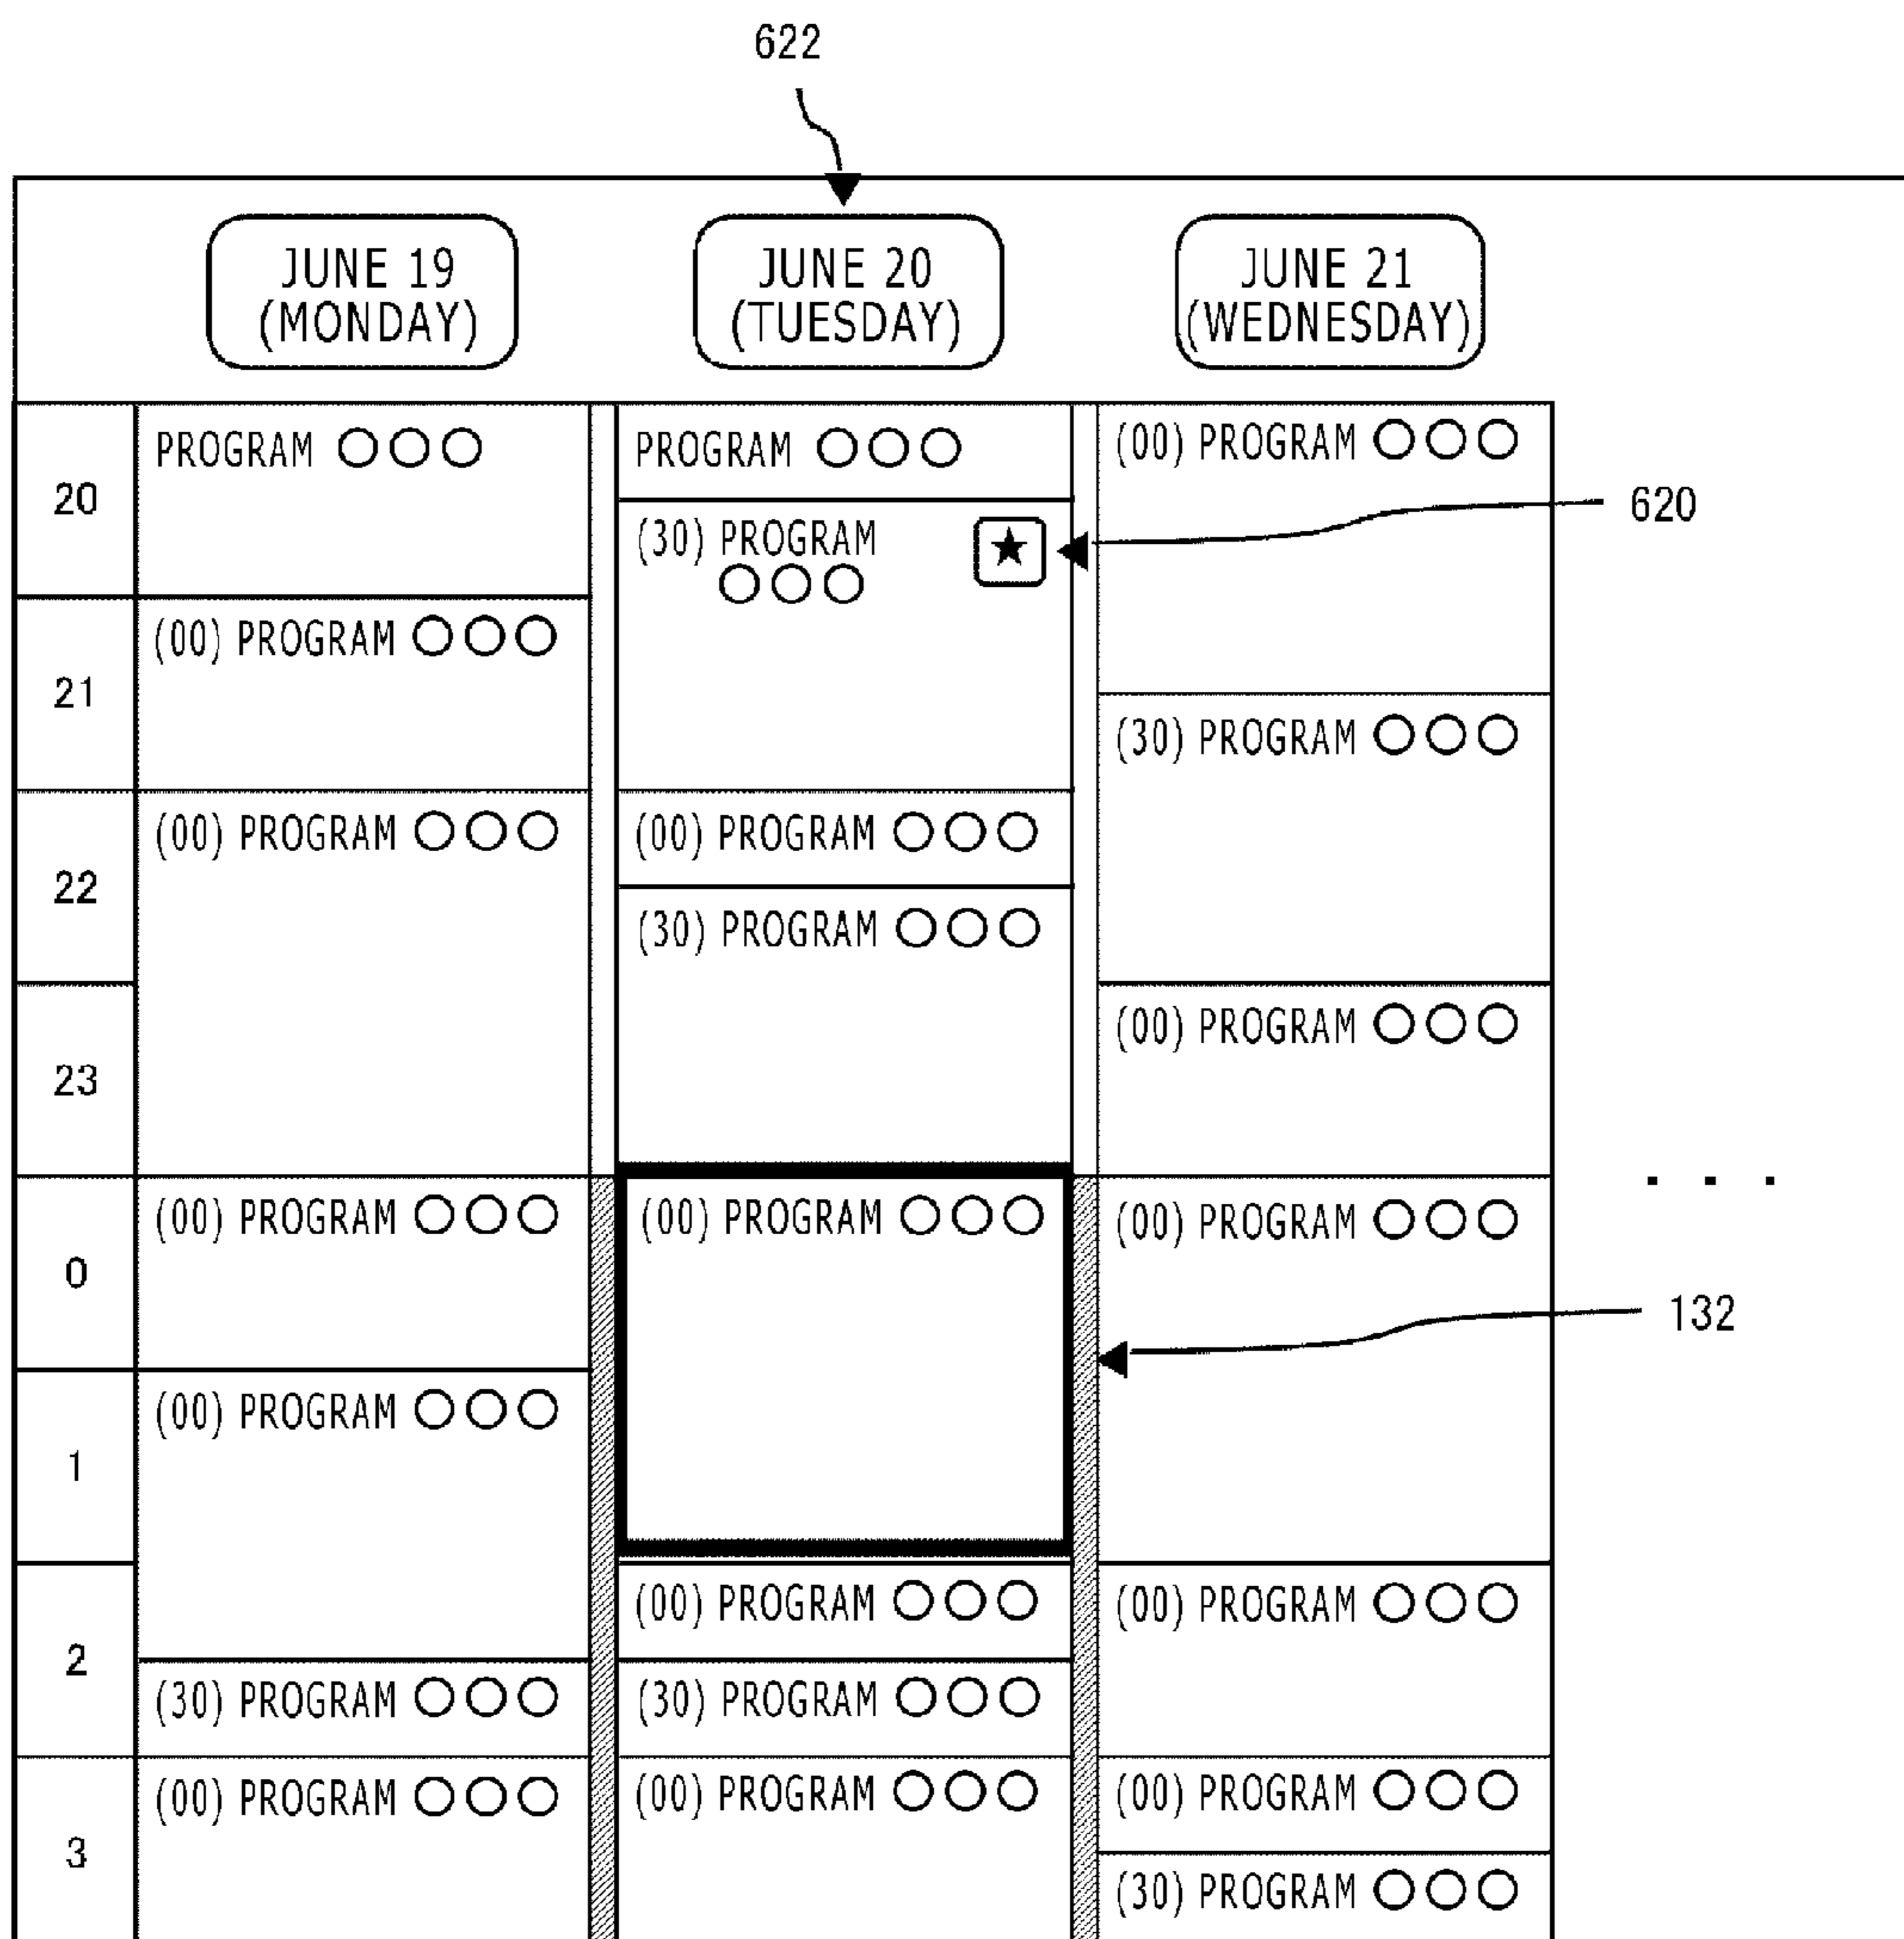 622
JUNE 19
(MONDAY)
JUNE 20
(TUESDAY)
JUNE 21
(WEDNESDAY)
20
21
22
23
0
1
2
3
PROGRAM ○○○
(00) PROGRAM ○○○
(00) PROGRAM ○○○
(00) PROGRAM ○○○
(00) PROGRAM ○○○
(30) PROGRAM ○○○
(00) PROGRAM ○○○
PROGRAM ○○○
(30) PROGRAM
○○○
★
(00) PROGRAM ○○○
(30) PROGRAM ○○○
(00) PROGRAM ○○○
(00) PROGRAM ○○○
(30) PROGRAM ○○○
(00) PROGRAM ○○○
(00) PROGRAM ○○○
(30) PROGRAM ○○○
(00) PROGRAM ○○○
(00) PROGRAM ○○○
(00) PROGRAM ○○○
(00) PROGRAM ○○○
(30) PROGRAM ○○○
620
. . .
132